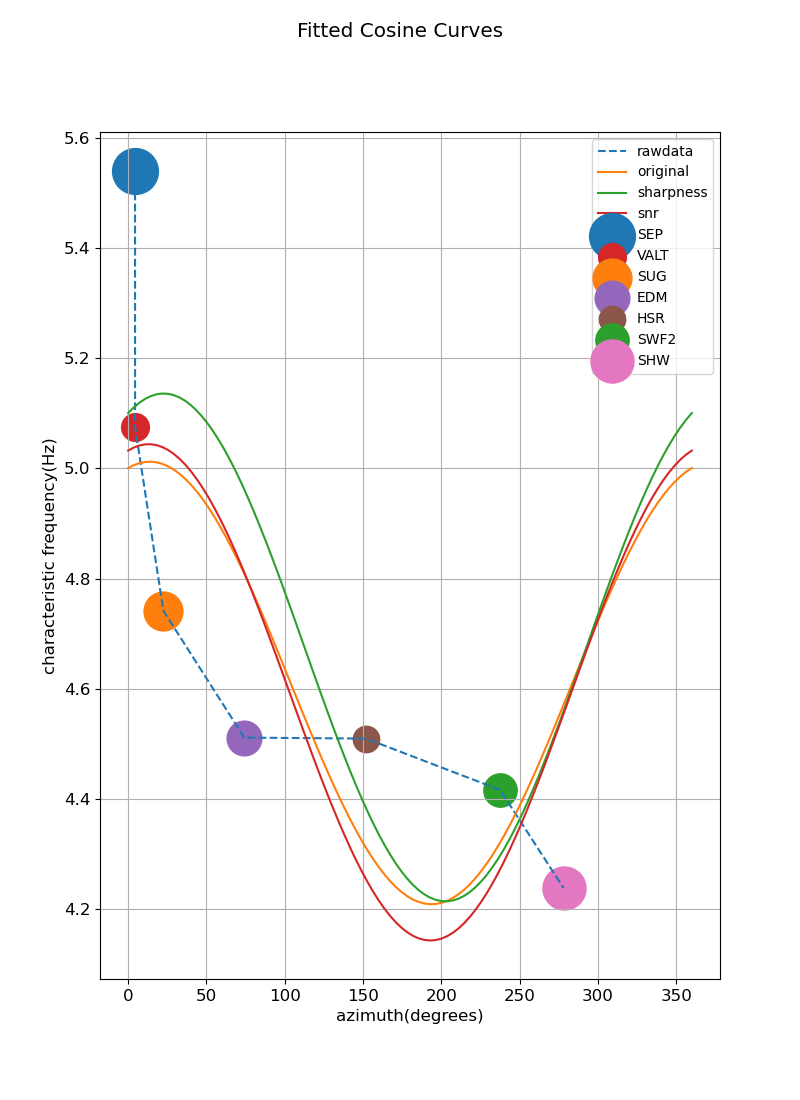 Fitted Cosine Curves
5.6
5.4
5.2
5.0
4.8
4.6
4.4
4.2
characteristic frequency(Hz)
rawdata
original
sharpness
snr
SEP
VALT
SUG
EDM
HSR
SWF2
SHW
0 50 100 150 200 250 300 350
azimuth(degrees)